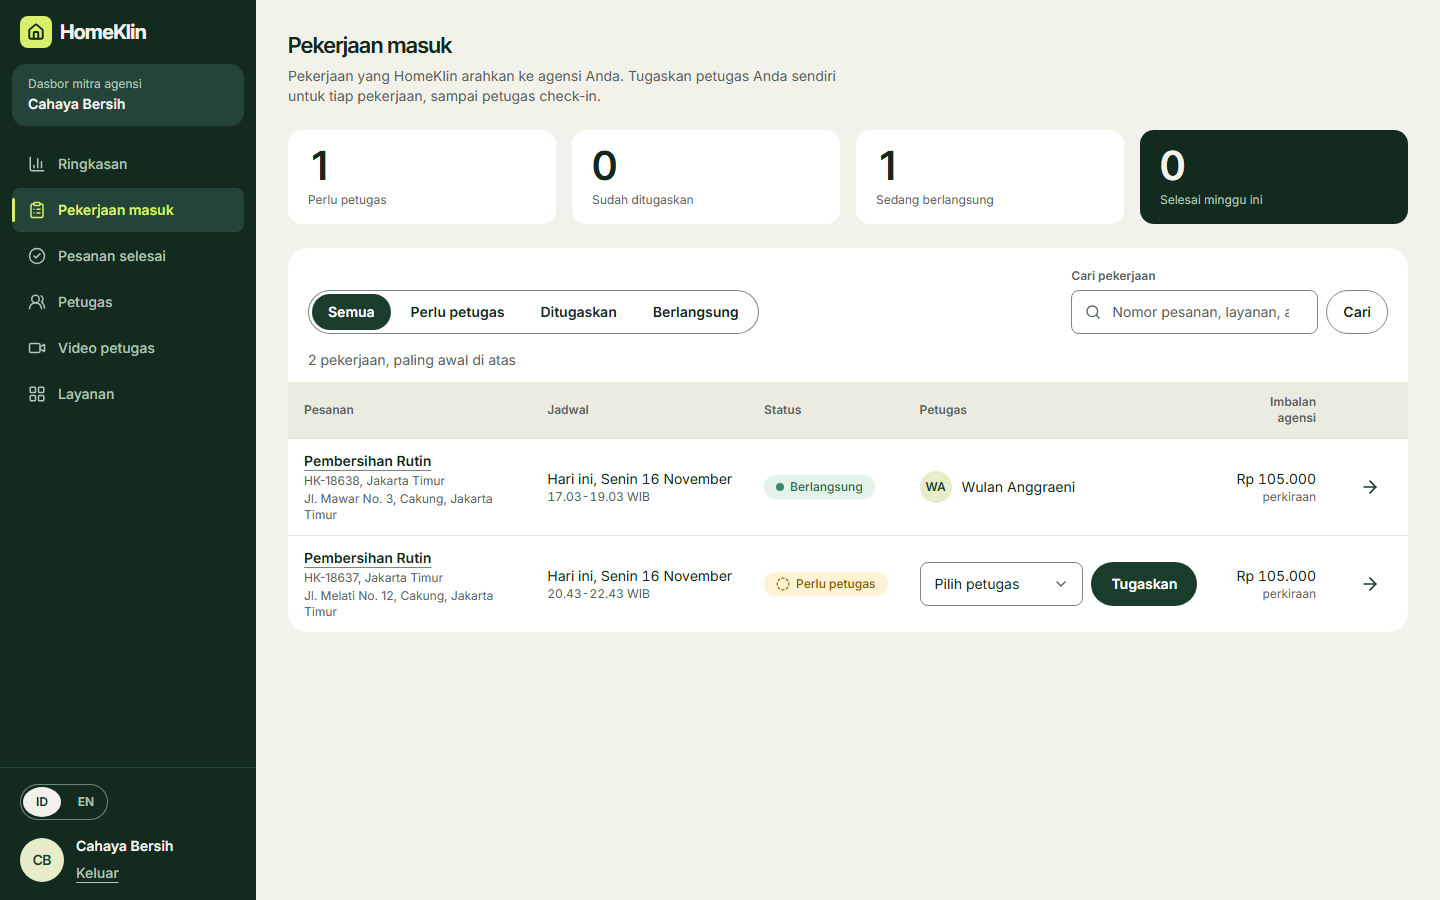 HomeKlin
Dasbor mitra agensi
Cahaya Bersih
Ringkasan
Pekerjaan masuk
Pesanan selesai
Petugas
Video petugas
Layanan
ID
EN
CB
Cahaya Bersih
Keluar
Pekerjaan masuk
Pekerjaan yang HomeKlin arahkan ke agensi Anda. Tugaskan petugas Anda sendiri
untuk tiap pekerjaan, sampai petugas check-in.
1
Perlu petugas
0
Sudah ditugaskan
1
Sedang berlangsung
0
Selesai minggu ini
Semua
Perlu petugas
Ditugaskan
Berlangsung
Cari pekerjaan
Nomor pesanan, layanan,
Cari
2 pekerjaan, paling awal di atas
Pesanan
Jadwal
Status
Petugas
Imbalan
agensi
Pembersihan Rutin
HK-18638, Jakarta Timur
Jl. Mawar No. 3, Cakung, Jakarta
Timur
Hari ini, Senin 16 November
17.03-19.03 WIB
Berlangsung
WA
Wulan Anggraeni
Rp 105.000
perkiraan
Pembersihan Rutin
HK-18637, Jakarta Timur
Jl. Melati No. 12, Cakung, Jakarta
Timur
Hari ini, Senin 16 November
20.43-22.43 WIB
Perlu petugas
Pilih petugas
Tugaskan
Rp 105.000
perkiraan